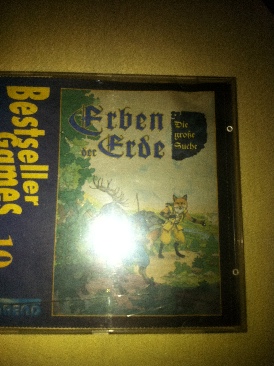 Erben
der Erde
Die
große
Suche
Bestseller
Games 10